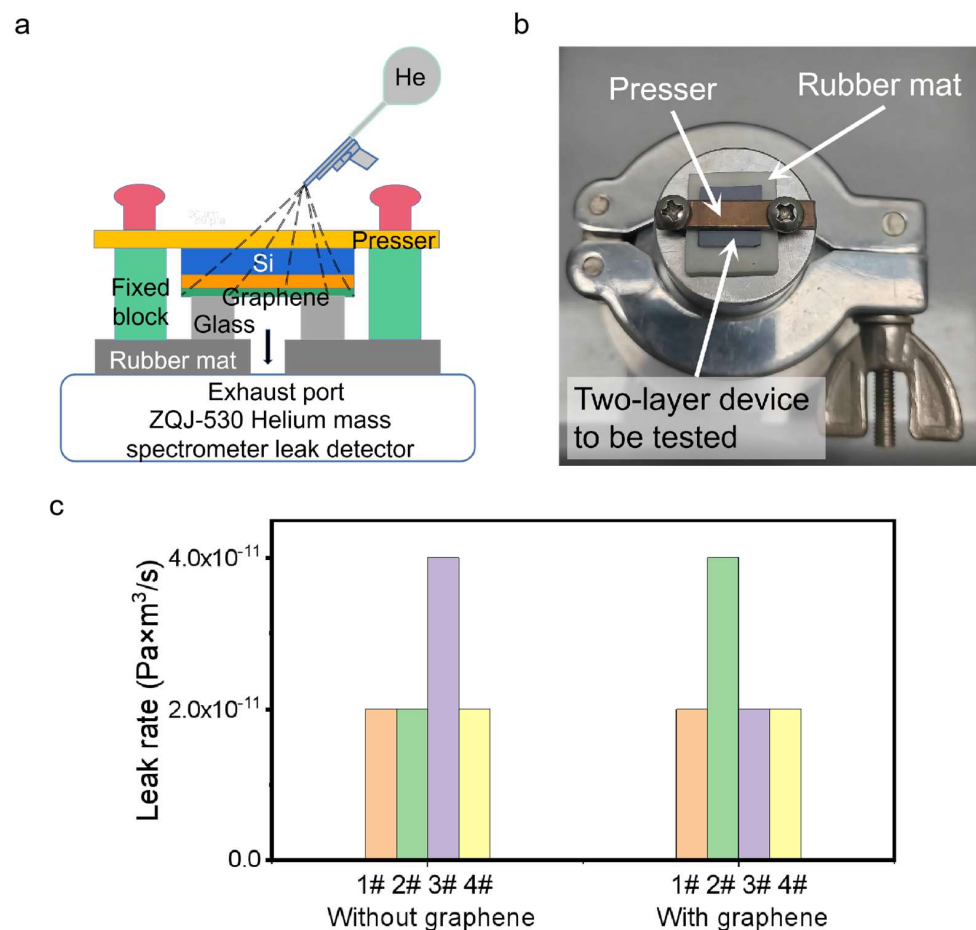 a
He
Presser
Si
Fixed
block
Graphene
Glass
Rubber mat
Exhaust port
ZQJ-530 Helium mass
spectrometer leak detector
b
Presser
Rubber mat
Two-layer device
to be tested
c
Leak rate (Pa×m³/s)
4.0x10⁻¹¹
2.0x10⁻¹¹
0.0
1# 2# 3# 4#
1# 2# 3# 4#
Without graphene
With graphene